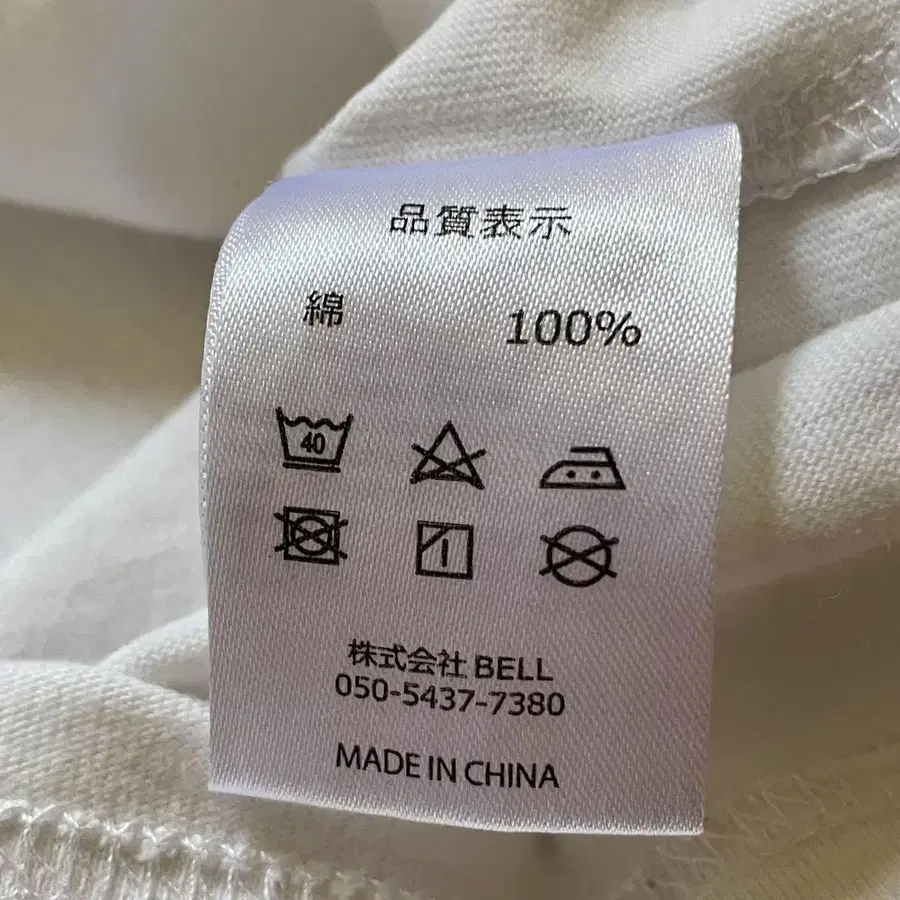 品質表示
綿 100%
40
株式会社 BELL
050-5437-7380
MADE IN CHINA